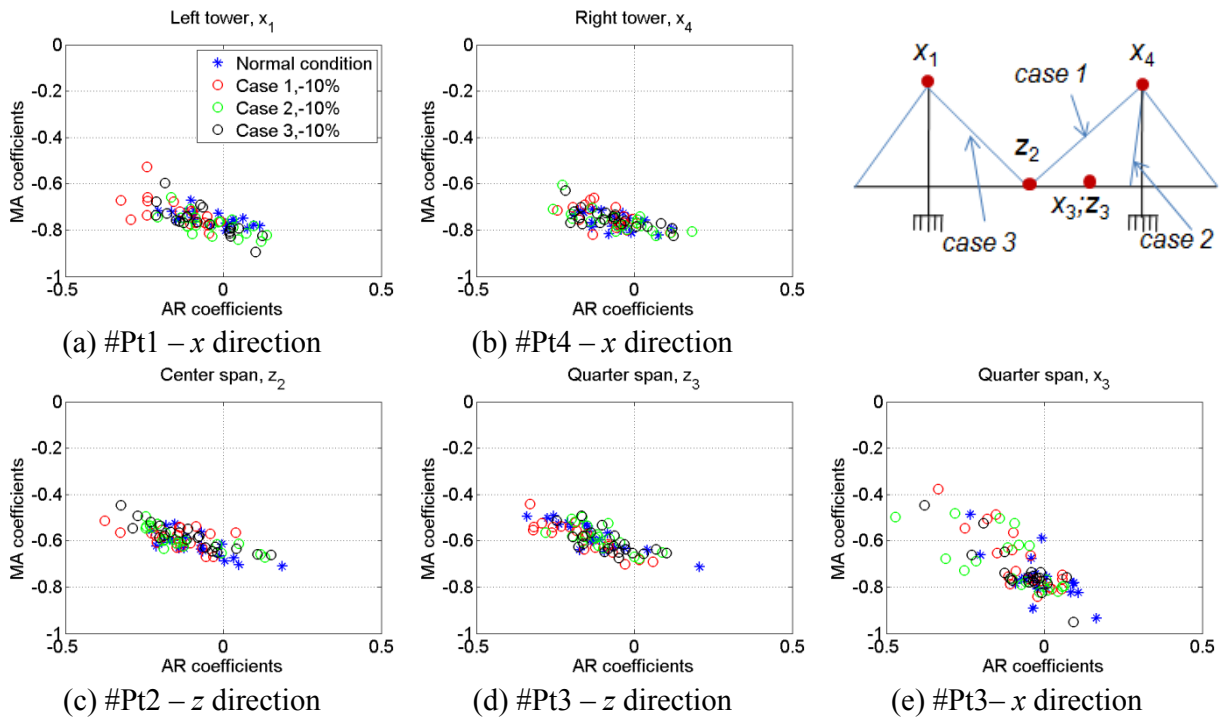 Left tower, x1
MA coefficients
0
-0.2
-0.4
-0.6
-0.8
-1
-0.5
0
0.5
AR coefficients
Normal condition
Case 1,-10%
Case 2,-10%
Case 3,-10%
(a) #Pt1 – x direction
Right tower, x4
MA coefficients
0
-0.2
-0.4
-0.6
-0.8
-1
-0.5
0
0.5
AR coefficients
(b) #Pt4 – x direction
x1
x4
case 1
z2
x3;z3
case 3
case 2
Center span, z2
MA coefficients
0
-0.2
-0.4
-0.6
-0.8
-1
-0.5
0
0.5
AR coefficients
(c) #Pt2 – z direction
Quarter span, z3
MA coefficients
0
-0.2
-0.4
-0.6
-0.8
-1
-0.5
0
0.5
AR coefficients
(d) #Pt3 – z direction
Quarter span, x3
MA coefficients
0
-0.2
-0.4
-0.6
-0.8
-1
-0.5
0
0.5
AR coefficients
(e) #Pt3– x direction